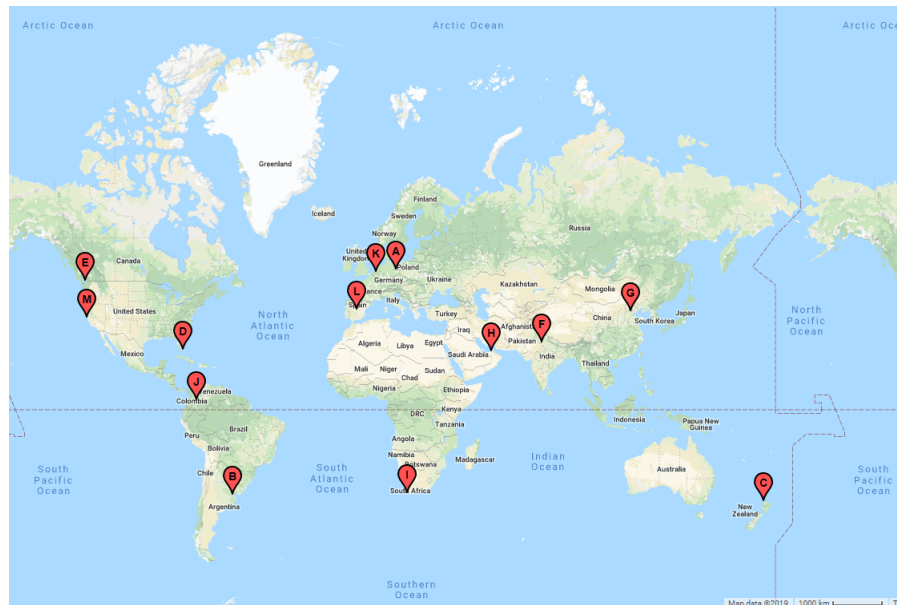 Arctic Ocean
Arctic Ocean
Arctic Oce
Greenland
Iceland
Finland
Sweden
Norway
Russia
Canada
United
Kingdom
K
A
Poland
Germany
Ukraine
Kazakhstan
Mongolia
E
L
ance
Spain
Italy
Turkey
M
G
United States
North
Atlantic
Ocean
China
South Korea
Japan
North
Pacific
Ocean
D
H
F
Iraq
Afghanist
Pakistan
Algeria
Libya
Egypt
Saudi Arabia
India
Mexico
Mali
Niger
Chad
Sudan
Thailand
J
enezuela
Colombia
Nigeria
Ethiopia
DRC
Kenya
Tanzania
Indonesia
Papua New
Guinea
Peru
Brazil
Bolivia
Angola
Namibia
Botswana
Madagascar
Indian
Ocean
South
Pacific
Ocean
Chile
B
South
Atlantic
Ocean
I
South Africa
Australia
C
South
Pacific
Ocean
Argentina
New
Zealand
Southern
Ocean
Map data ©2019
1000 km
T